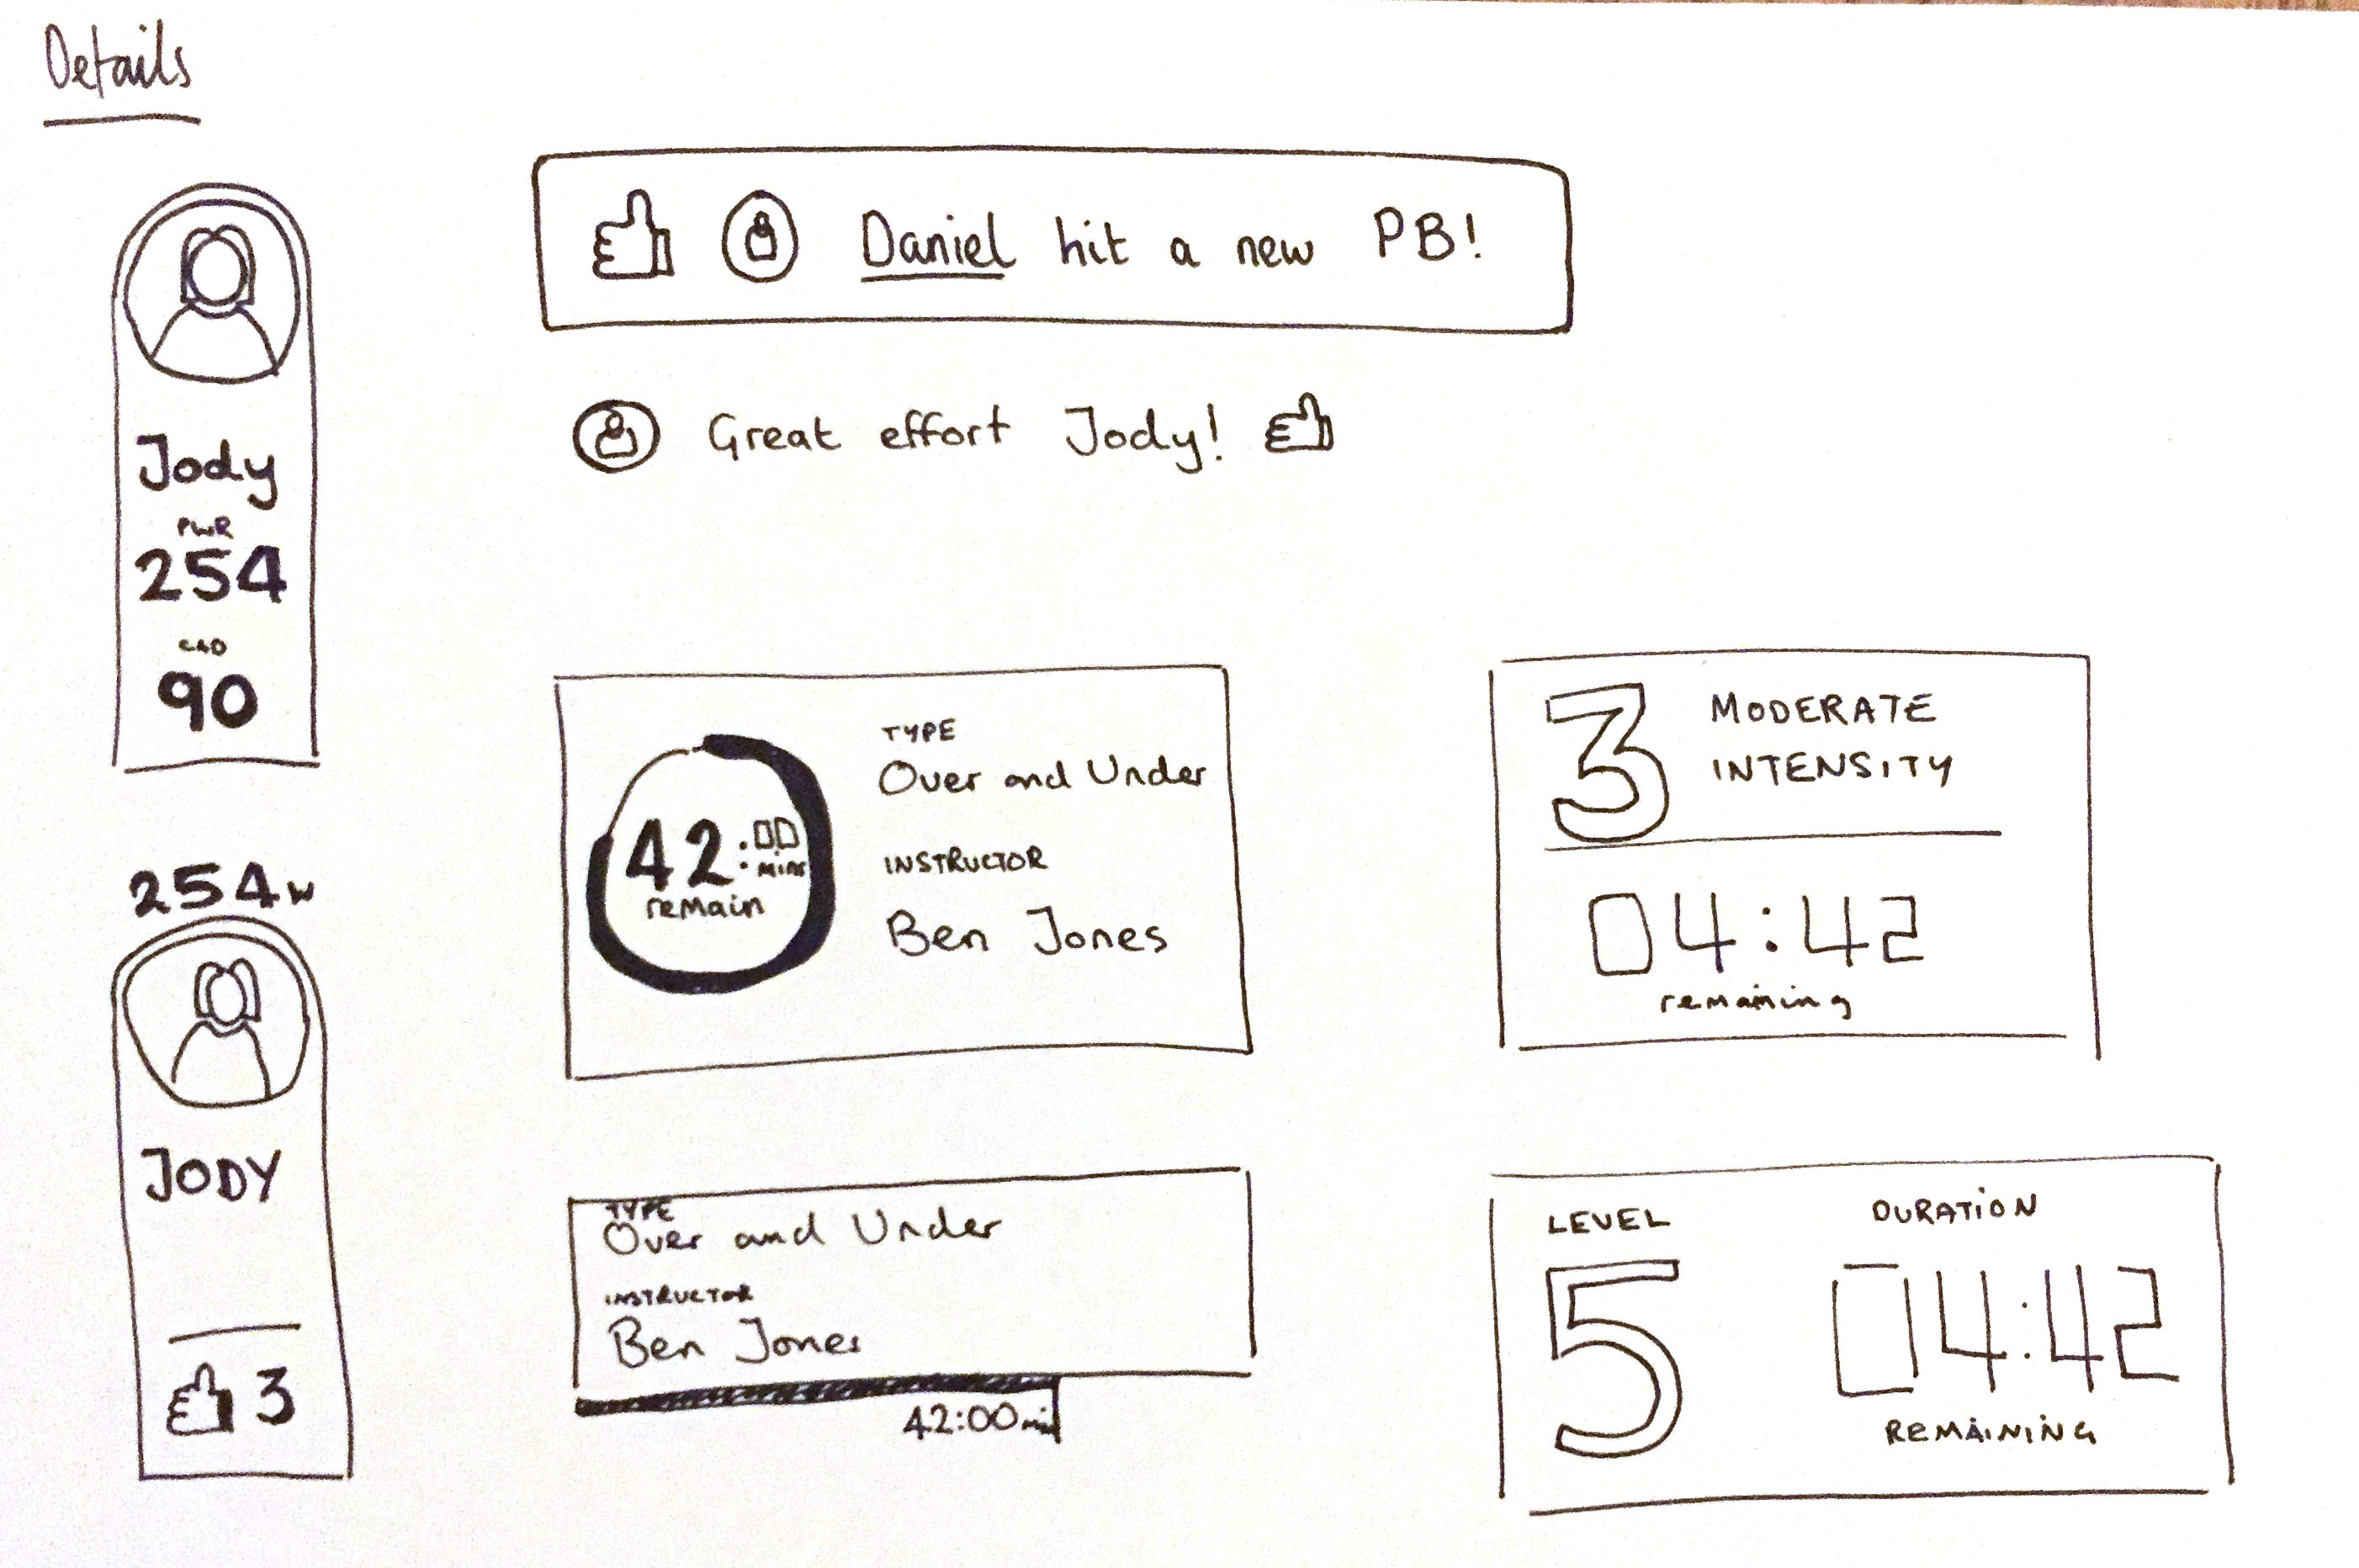 Details
Jody
PWR
254
CAD
90
254w
JODY
3
Daniel hit a new PB!
Great effort Jody!
42:00
mins
remain
TYPE
Over and Under
INSTRUCTOR
Ben Jones
3 MODERATE
INTENSITY
04:42
remaining
TYPE
Over and Under
INSTRUCTOR
Ben Jones
42:00min
LEVEL
5
DURATION
04:42
REMAINING